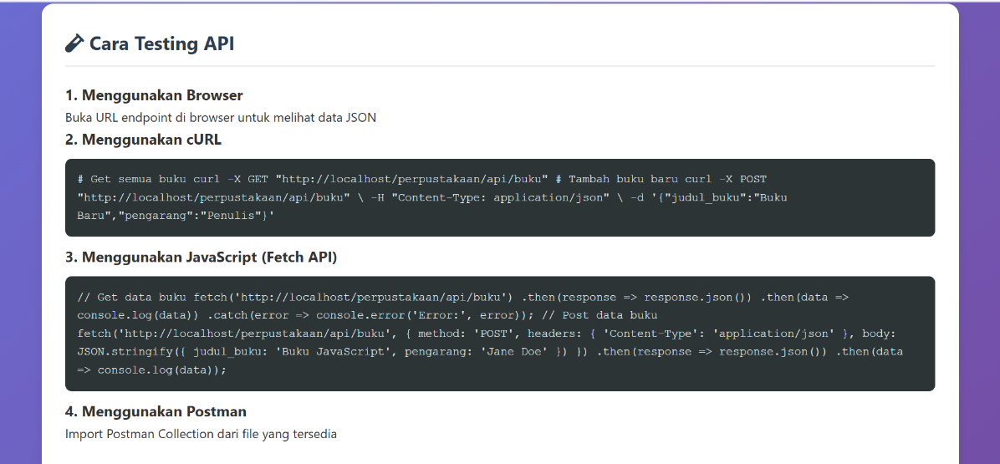 Cara Testing API
1. Menggunakan Browser
Buka URL endpoint di browser untuk melihat data JSON
2. Menggunakan cURL
# Get semua buku curl -X GET "http://localhost/perpustakaan/api/buku" # Tambah buku baru curl -X POST
"http://localhost/perpustakaan/api/buku" \ -H "Content-Type: application/json" \ -d '{"judul_buku":"Buku
Baru","pengarang":"Penulis"}'
3. Menggunakan JavaScript (Fetch API)
// Get data buku fetch('http://localhost/perpustakaan/api/buku') .then(response => response.json()) .then(data =>
console.log(data)) .catch(error => console.error('Error:', error)); // Post data buku
fetch('http://localhost/perpustakaan/api/buku', { method: 'POST', headers: { 'Content-Type': 'application/json' }, body:
JSON.stringify({ judul_buku: 'Buku JavaScript', pengarang: 'Jane Doe' }) }) .then(response => response.json()) .then(data
=> console.log(data));
4. Menggunakan Postman
Import Postman Collection dari file yang tersedia